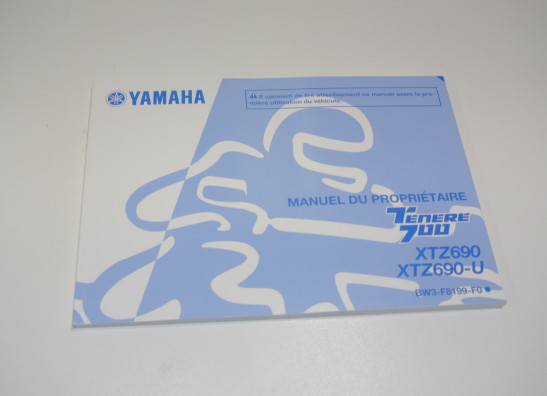 YAMAHA
Il convient de lire attentivement ce manuel avant la pre-
mière utilisation du véhicule.
MANUEL DU PROPRIÉTAIRE
Ténéré
700
XTZ690
XTZ690-U
BW3-F8199-F0